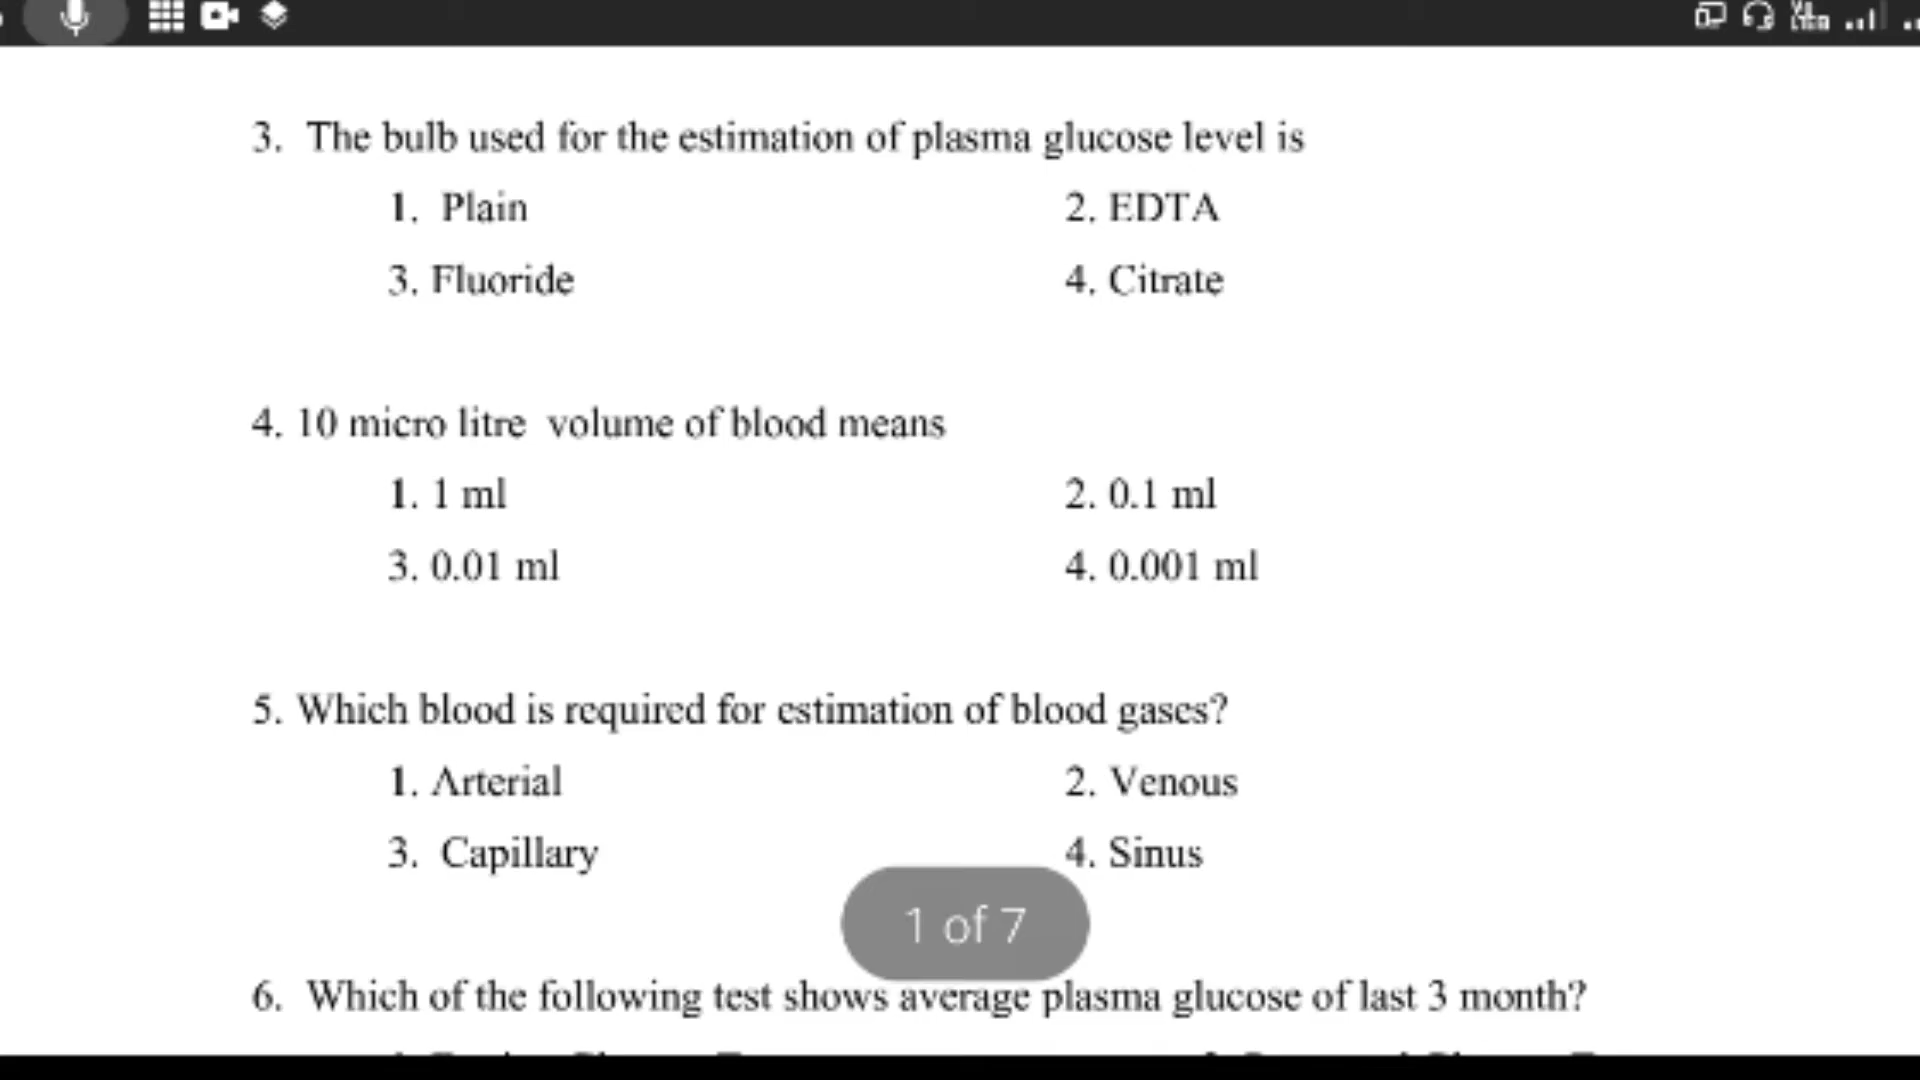 3. The bulb used for the estimation of plasma glucose level is
1. Plain 2. EDTA
3. Fluoride 4. Citrate
4. 10 micro litre volume of blood means
1. 1 ml 2. 0.1 ml
3. 0.01 ml 4. 0.001 ml
5. Which blood is required for estimation of blood gases?
1. Arterial 2. Venous
3. Capillary 4. Sinus
1 of 7
6. Which of the following test shows average plasma glucose of last 3 month?